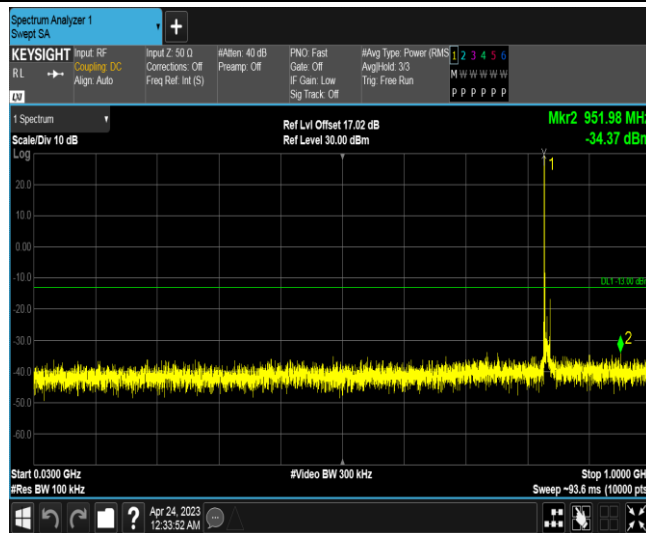 Spectrum Analyzer 1
Swept SA
KEYSIGHT
RL
LXI
Input: RF
Coupling: DC
Align: Auto
Input Z: 50 Ω
Corrections: Off
Freq Ref: Int (S)
#Atten: 40 dB
Preamp: Off
PNO: Fast
Gate: Off
IF Gain: Low
Sig Track: Off
#Avg Type: Power (RMS
Avg|Hold: 3/3
Trig: Free Run
1 2 3 4 5 6
M W W W W W
P P P P P P
1 Spectrum
Scale/Div 10 dB
Ref Lvl Offset 17.02 dB
Ref Level 30.00 dBm
Mkr2 951.98 MHz
-34.37 dBm
Log
1
20.0
10.0
0.00
-10.0
DL1 -13.00 dBm
-20.0
-30.0
2
-40.0
-50.0
-60.0
Start 0.0300 GHz
#Res BW 100 kHz
#Video BW 300 kHz
Stop 1.0000 GH
Sweep ~93.6 ms (10000 pts
?
Apr 24, 2023
12:33:52 AM